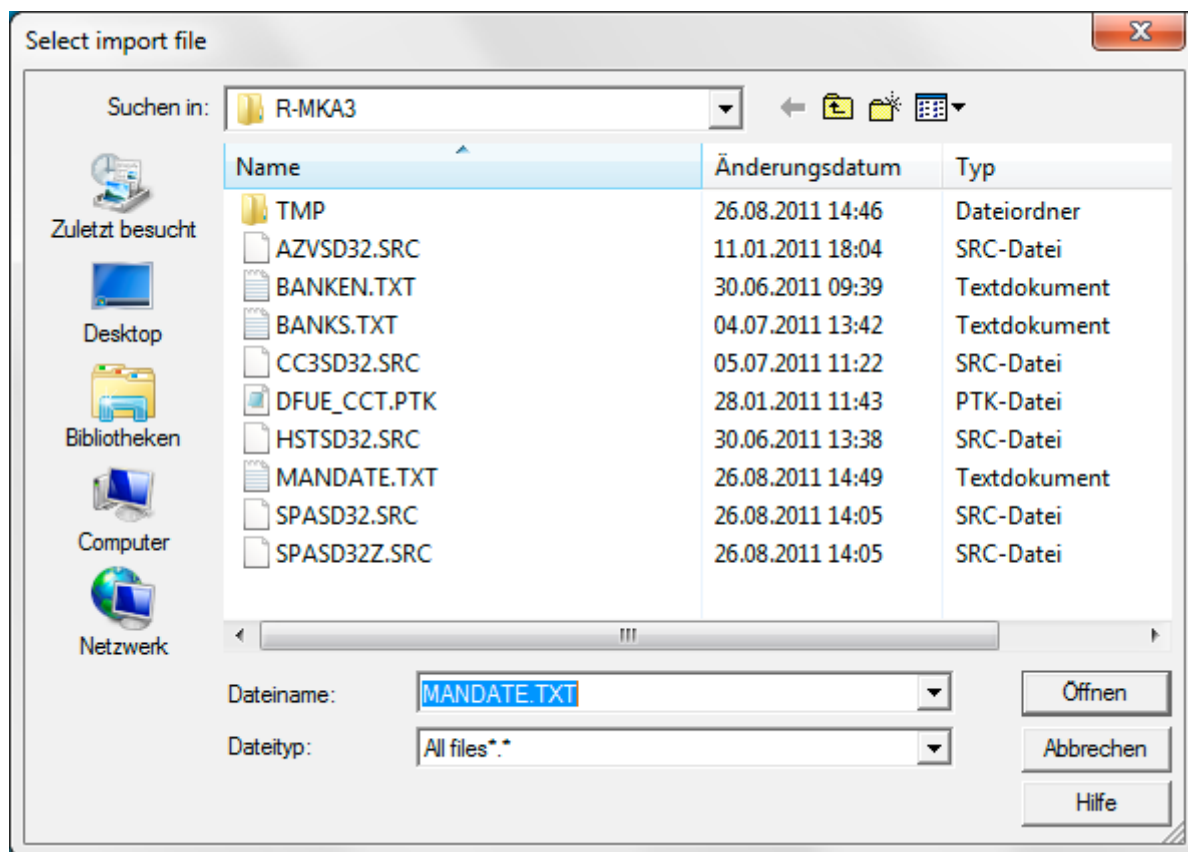 Select import file
Suchen in: R-MKA3
Name Änderungsdatum Typ
TMP 26.08.2011 14:46 Dateiordner
AZVSD32.SRC 11.01.2011 18:04 SRC-Datei
BANKEN.TXT 30.06.2011 09:39 Textdokument
BANKS.TXT 04.07.2011 13:42 Textdokument
CC3SD32.SRC 05.07.2011 11:22 SRC-Datei
DFUE_CCT.PTK 28.01.2011 11:43 PTK-Datei
HSTSD32.SRC 30.06.2011 13:38 SRC-Datei
MANDATE.TXT 26.08.2011 14:49 Textdokument
SPASD32.SRC 26.08.2011 14:05 SRC-Datei
SPASD32Z.SRC 26.08.2011 14:05 SRC-Datei
Zuletzt besucht
Desktop
Bibliotheken
Computer
Netzwerk
Dateiname: MANDATE.TXT Öffnen
Dateityp: All files*.* Abbrechen
Hilfe